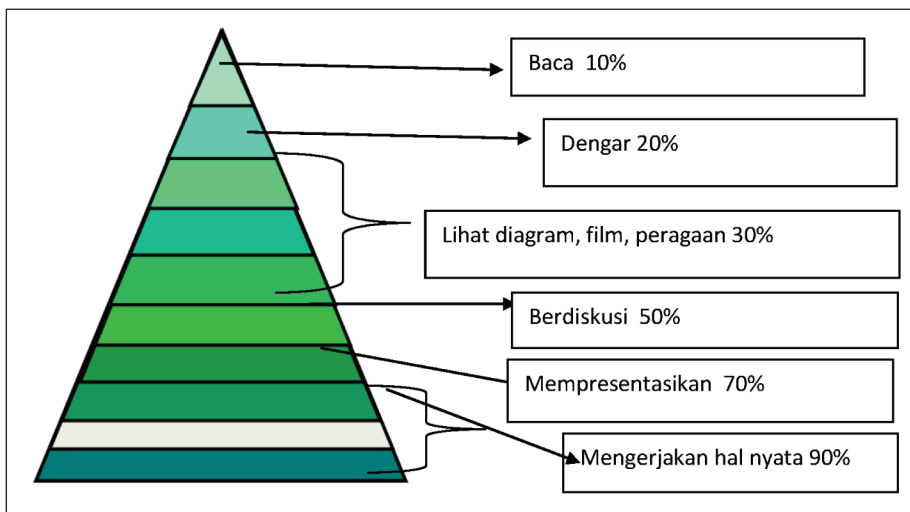 Baca 10%
Dengar 20%
Lihat diagram, film, peragaan 30%
Berdiskusi 50%
Mempresentasikan 70%
Mengerjakan hal nyata 90%